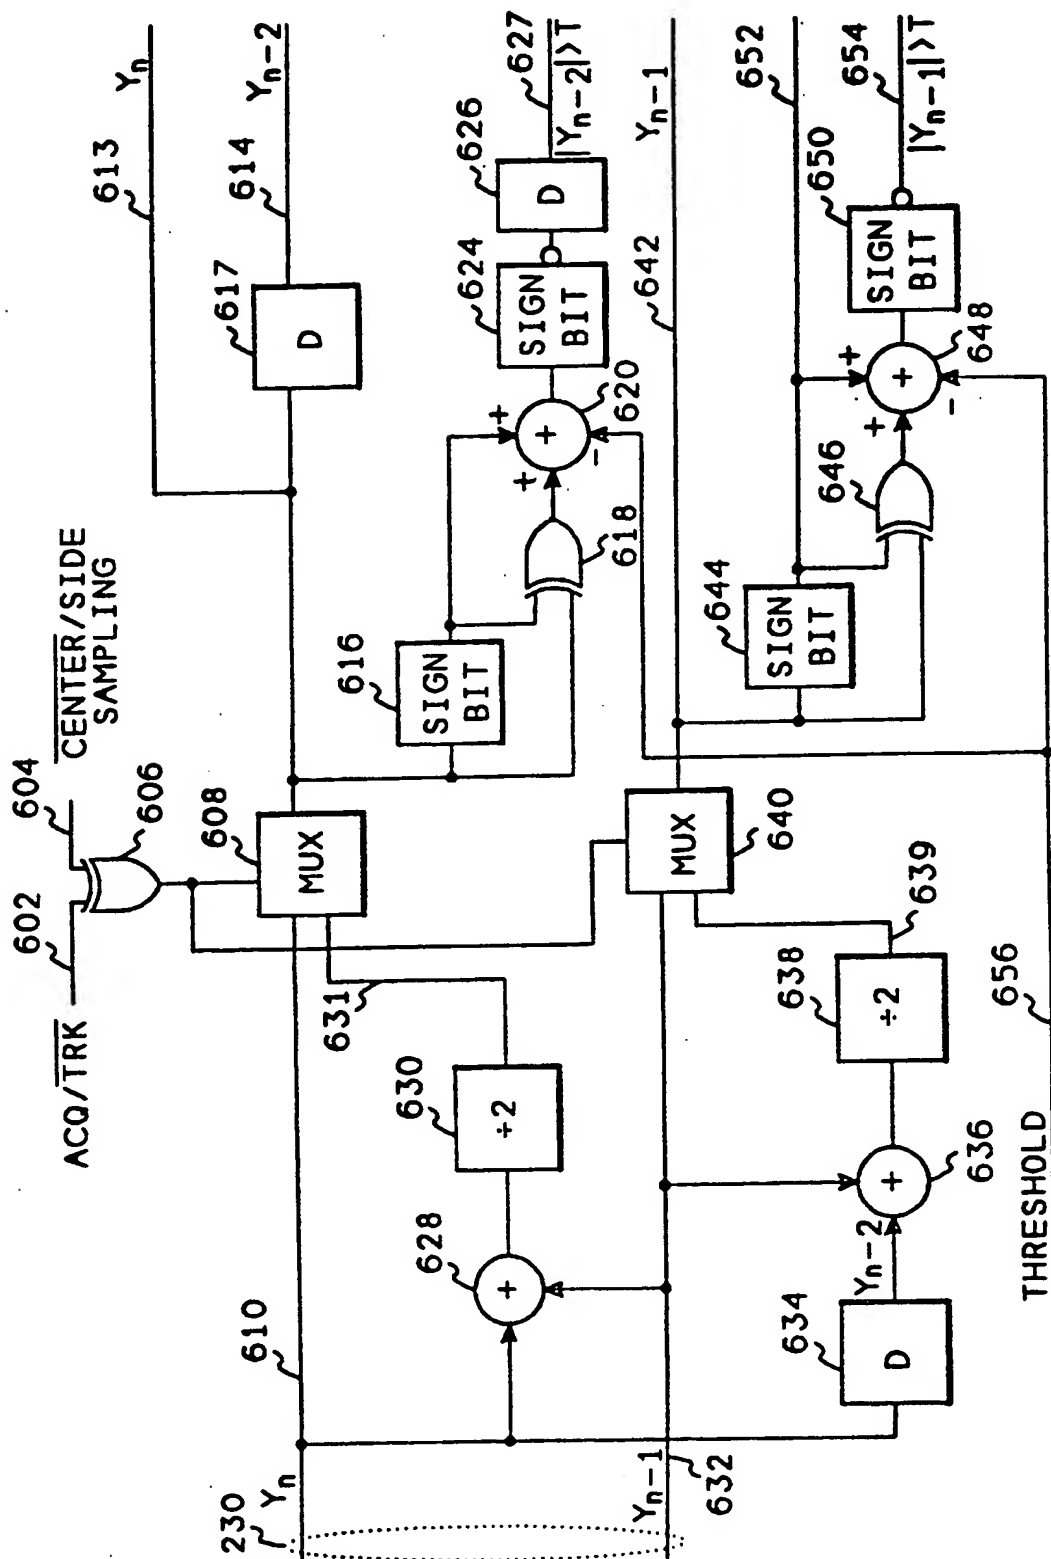 ACQ/TRK
602
604
CENTER/SIDE
SAMPLING
606
608
MUX
230
Yn
610
613
Yn
617
D
614
Yn-2
616
SIGN
BIT
618
+
+
+
-
620
624
SIGN
BIT
626
D
627
|Yn-2|>T
628
+
630
÷2
631
Yn-1
632
MUX
640
642
Yn-1
634
D
Yn-2
+
636
638
÷2
639
644
SIGN
BIT
646
+
+
+
-
648
650
SIGN
BIT
652
654
|Yn-1|>T
THRESHOLD
656